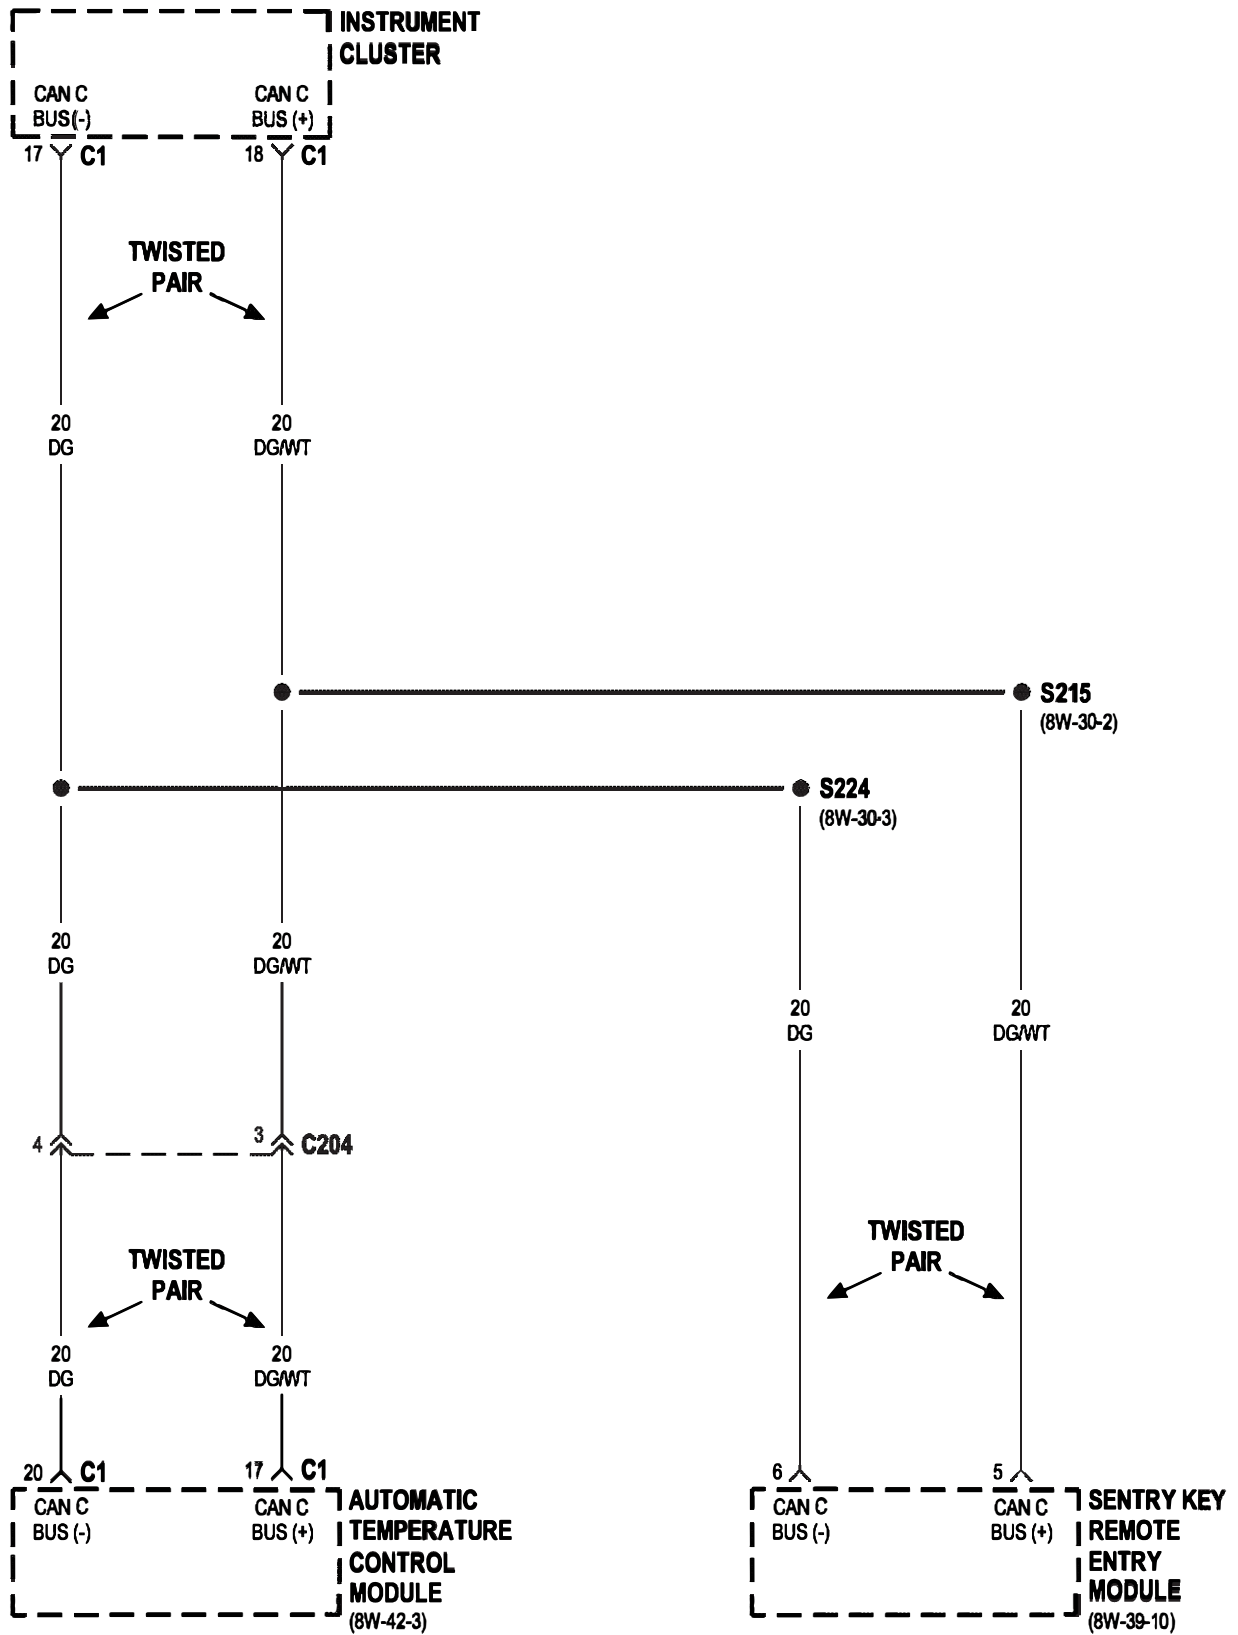 INSTRUMENT
CLUSTER
CAN C
BUS(-)
CAN C
BUS (+)
17
C1
18
C1
TWISTED
PAIR
20
DG
20
DG/WT
S215
(8W-30-2)
S224
(8W-30-3)
20
DG
20
DG/WT
20
DG
20
DG/WT
4
3
C204
TWISTED
PAIR
TWISTED
PAIR
20
DG
20
DG/WT
20
C1
17
C1
6
5
CAN C
BUS (-)
CAN C
BUS (+)
AUTOMATIC
TEMPERATURE
CONTROL
MODULE
(8W-42-3)
CAN C
BUS (-)
CAN C
BUS (+)
SENTRY KEY
REMOTE
ENTRY
MODULE
(8W-39-10)